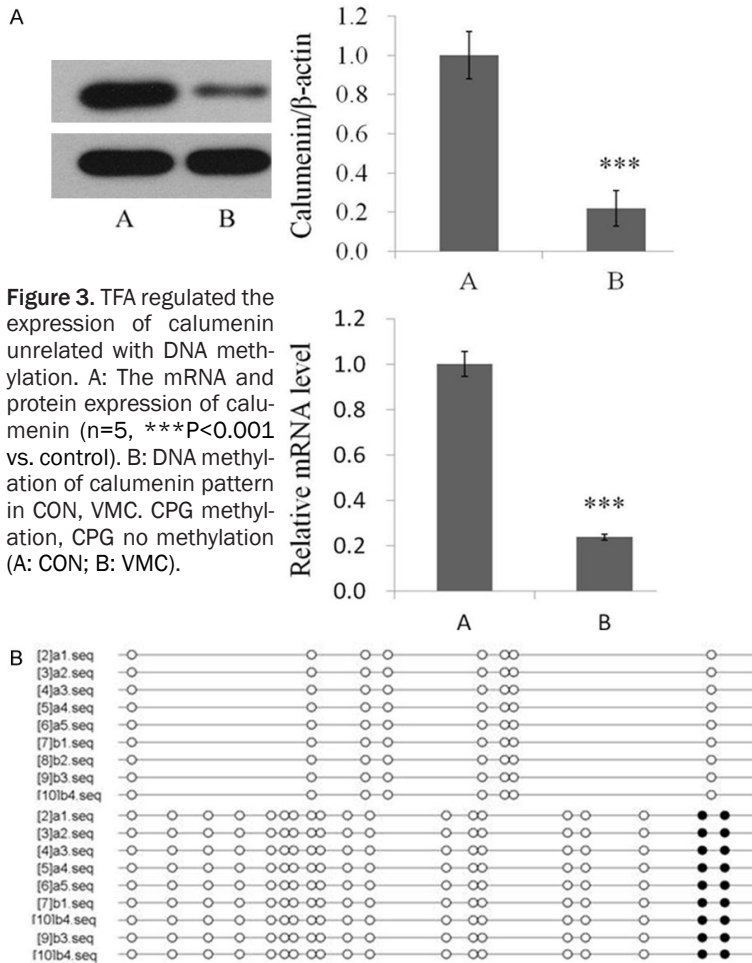 A
A B
Calumenin/β-actin
1.2
1.0
0.8
0.6
0.4
0.2
0.0
***
A B
Figure 3. TFA regulated the
expression of calumenin
unrelated with DNA meth-
ylation. A: The mRNA and
protein expression of calu-
menin (n=5, ***P<0.001
vs. control). B: DNA methyl-
ation of calumenin pattern
in CON, VMC. CPG methyl-
ation, CPG no methylation
(A: CON; B: VMC).
Relative mRNA level
1.2
1.0
0.8
0.6
0.4
0.2
0.0
***
A B
B
[2]a1.seq
[3]a2.seq
[4]a3.seq
[5]a4.seq
[6]a5.seq
[7]b1.seq
[8]b2.seq
[9]b3.seq
[10]b4.seq
[2]a1.seq
[3]a2.seq
[4]a3.seq
[5]a4.seq
[6]a5.seq
[7]b1.seq
[10]b4.seq
[9]b3.seq
[10]b4.seq